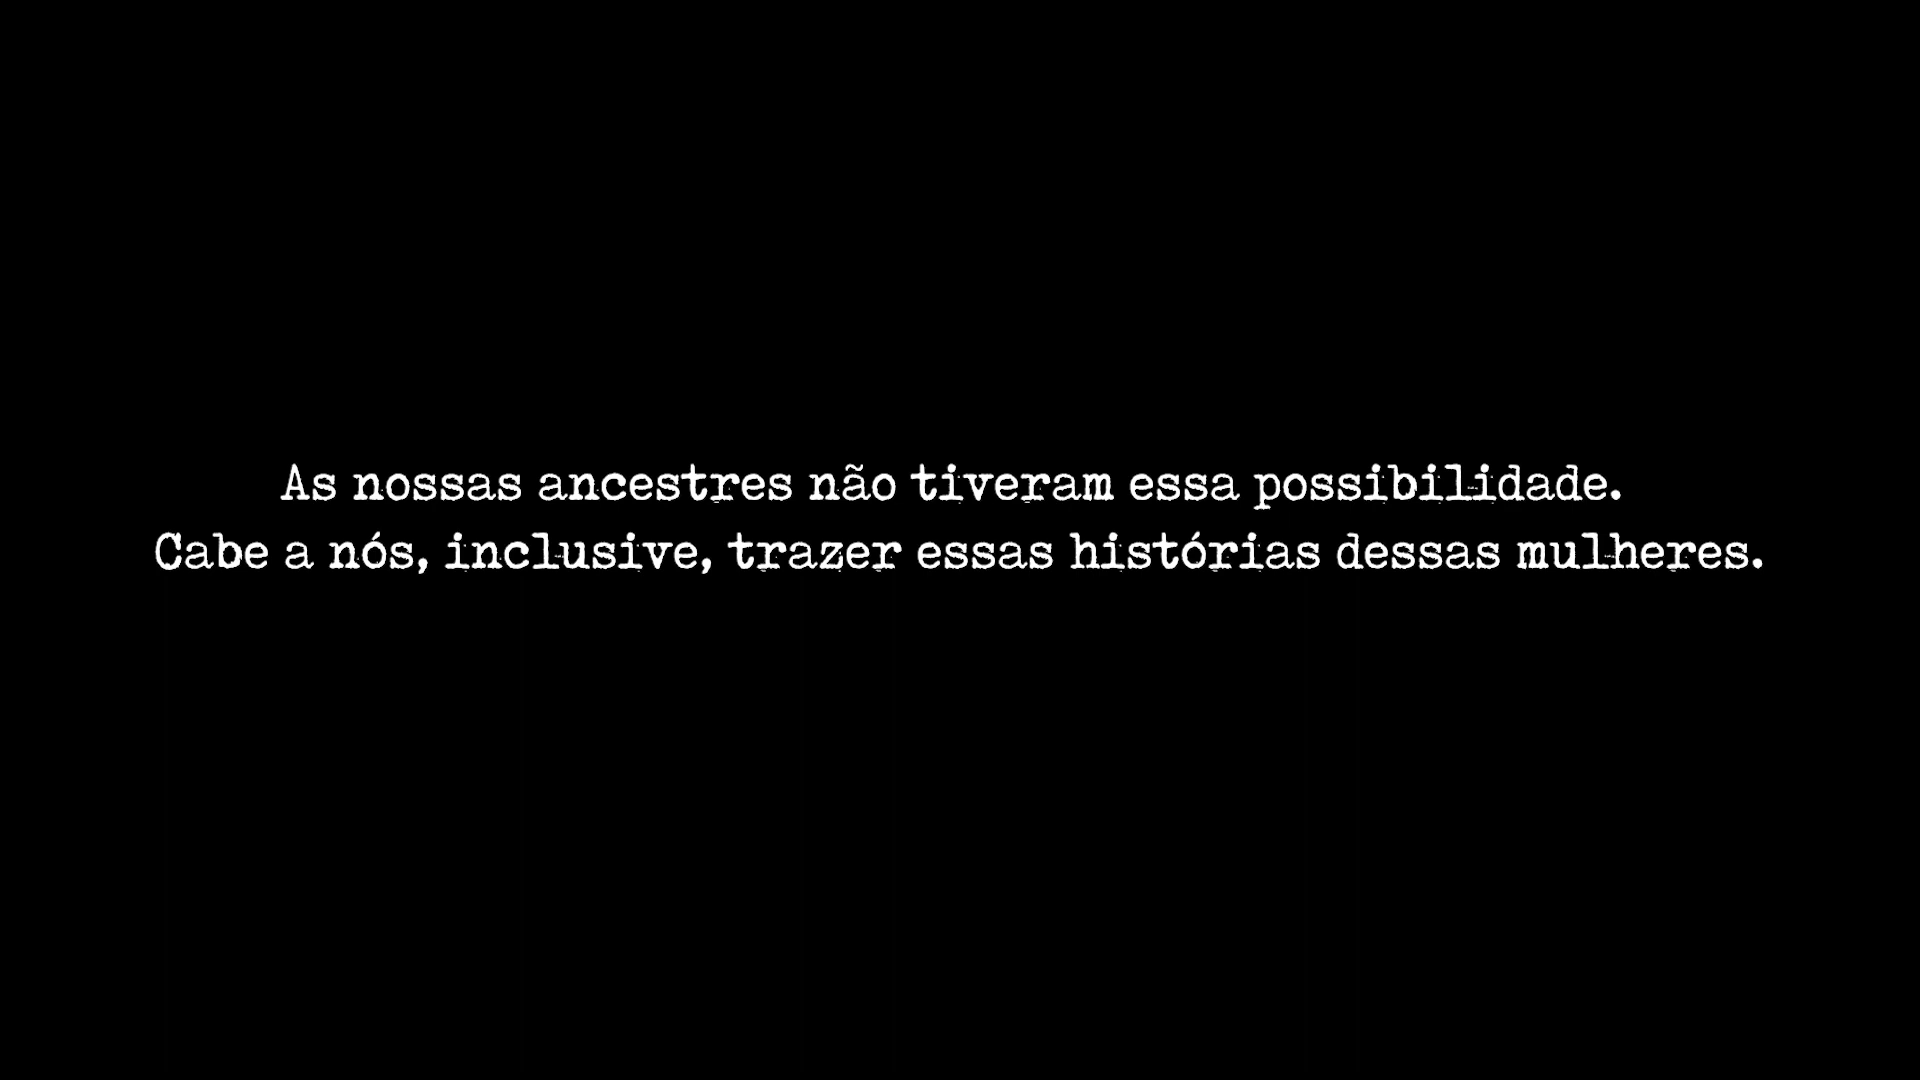 As nossas ancestres não tiveram essa possibilidade.
Cabe a nós, inclusive, trazer essas histórias dessas mulheres.